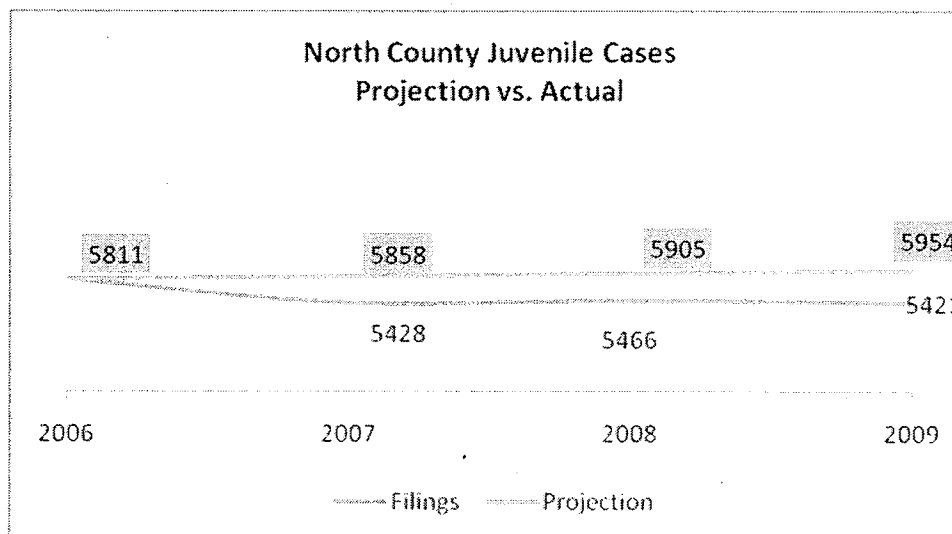 North County Juvenile Cases
Projection vs. Actual
5811
5858
5905
5954
5428
5466
2006
2007
2008
2009
Filings
Projection